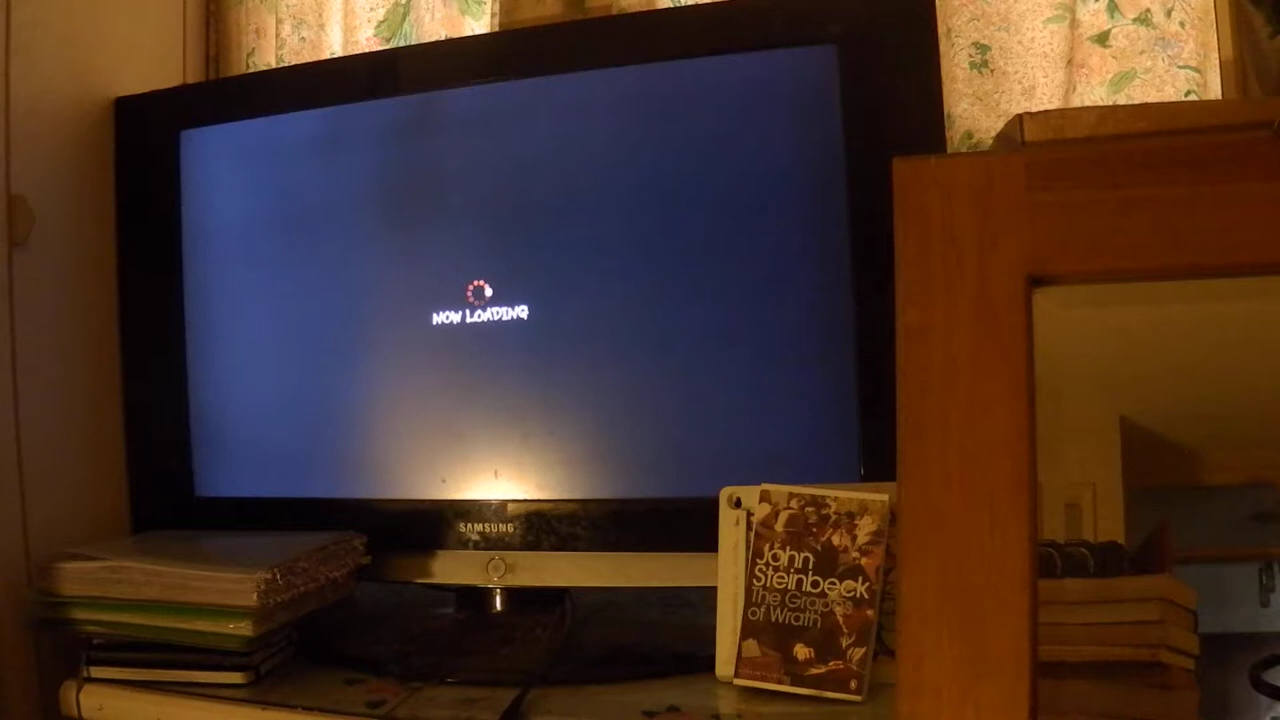 NOW LOADING
SAMSUNG
John
Steinbeck
The Grapes
of Wrath